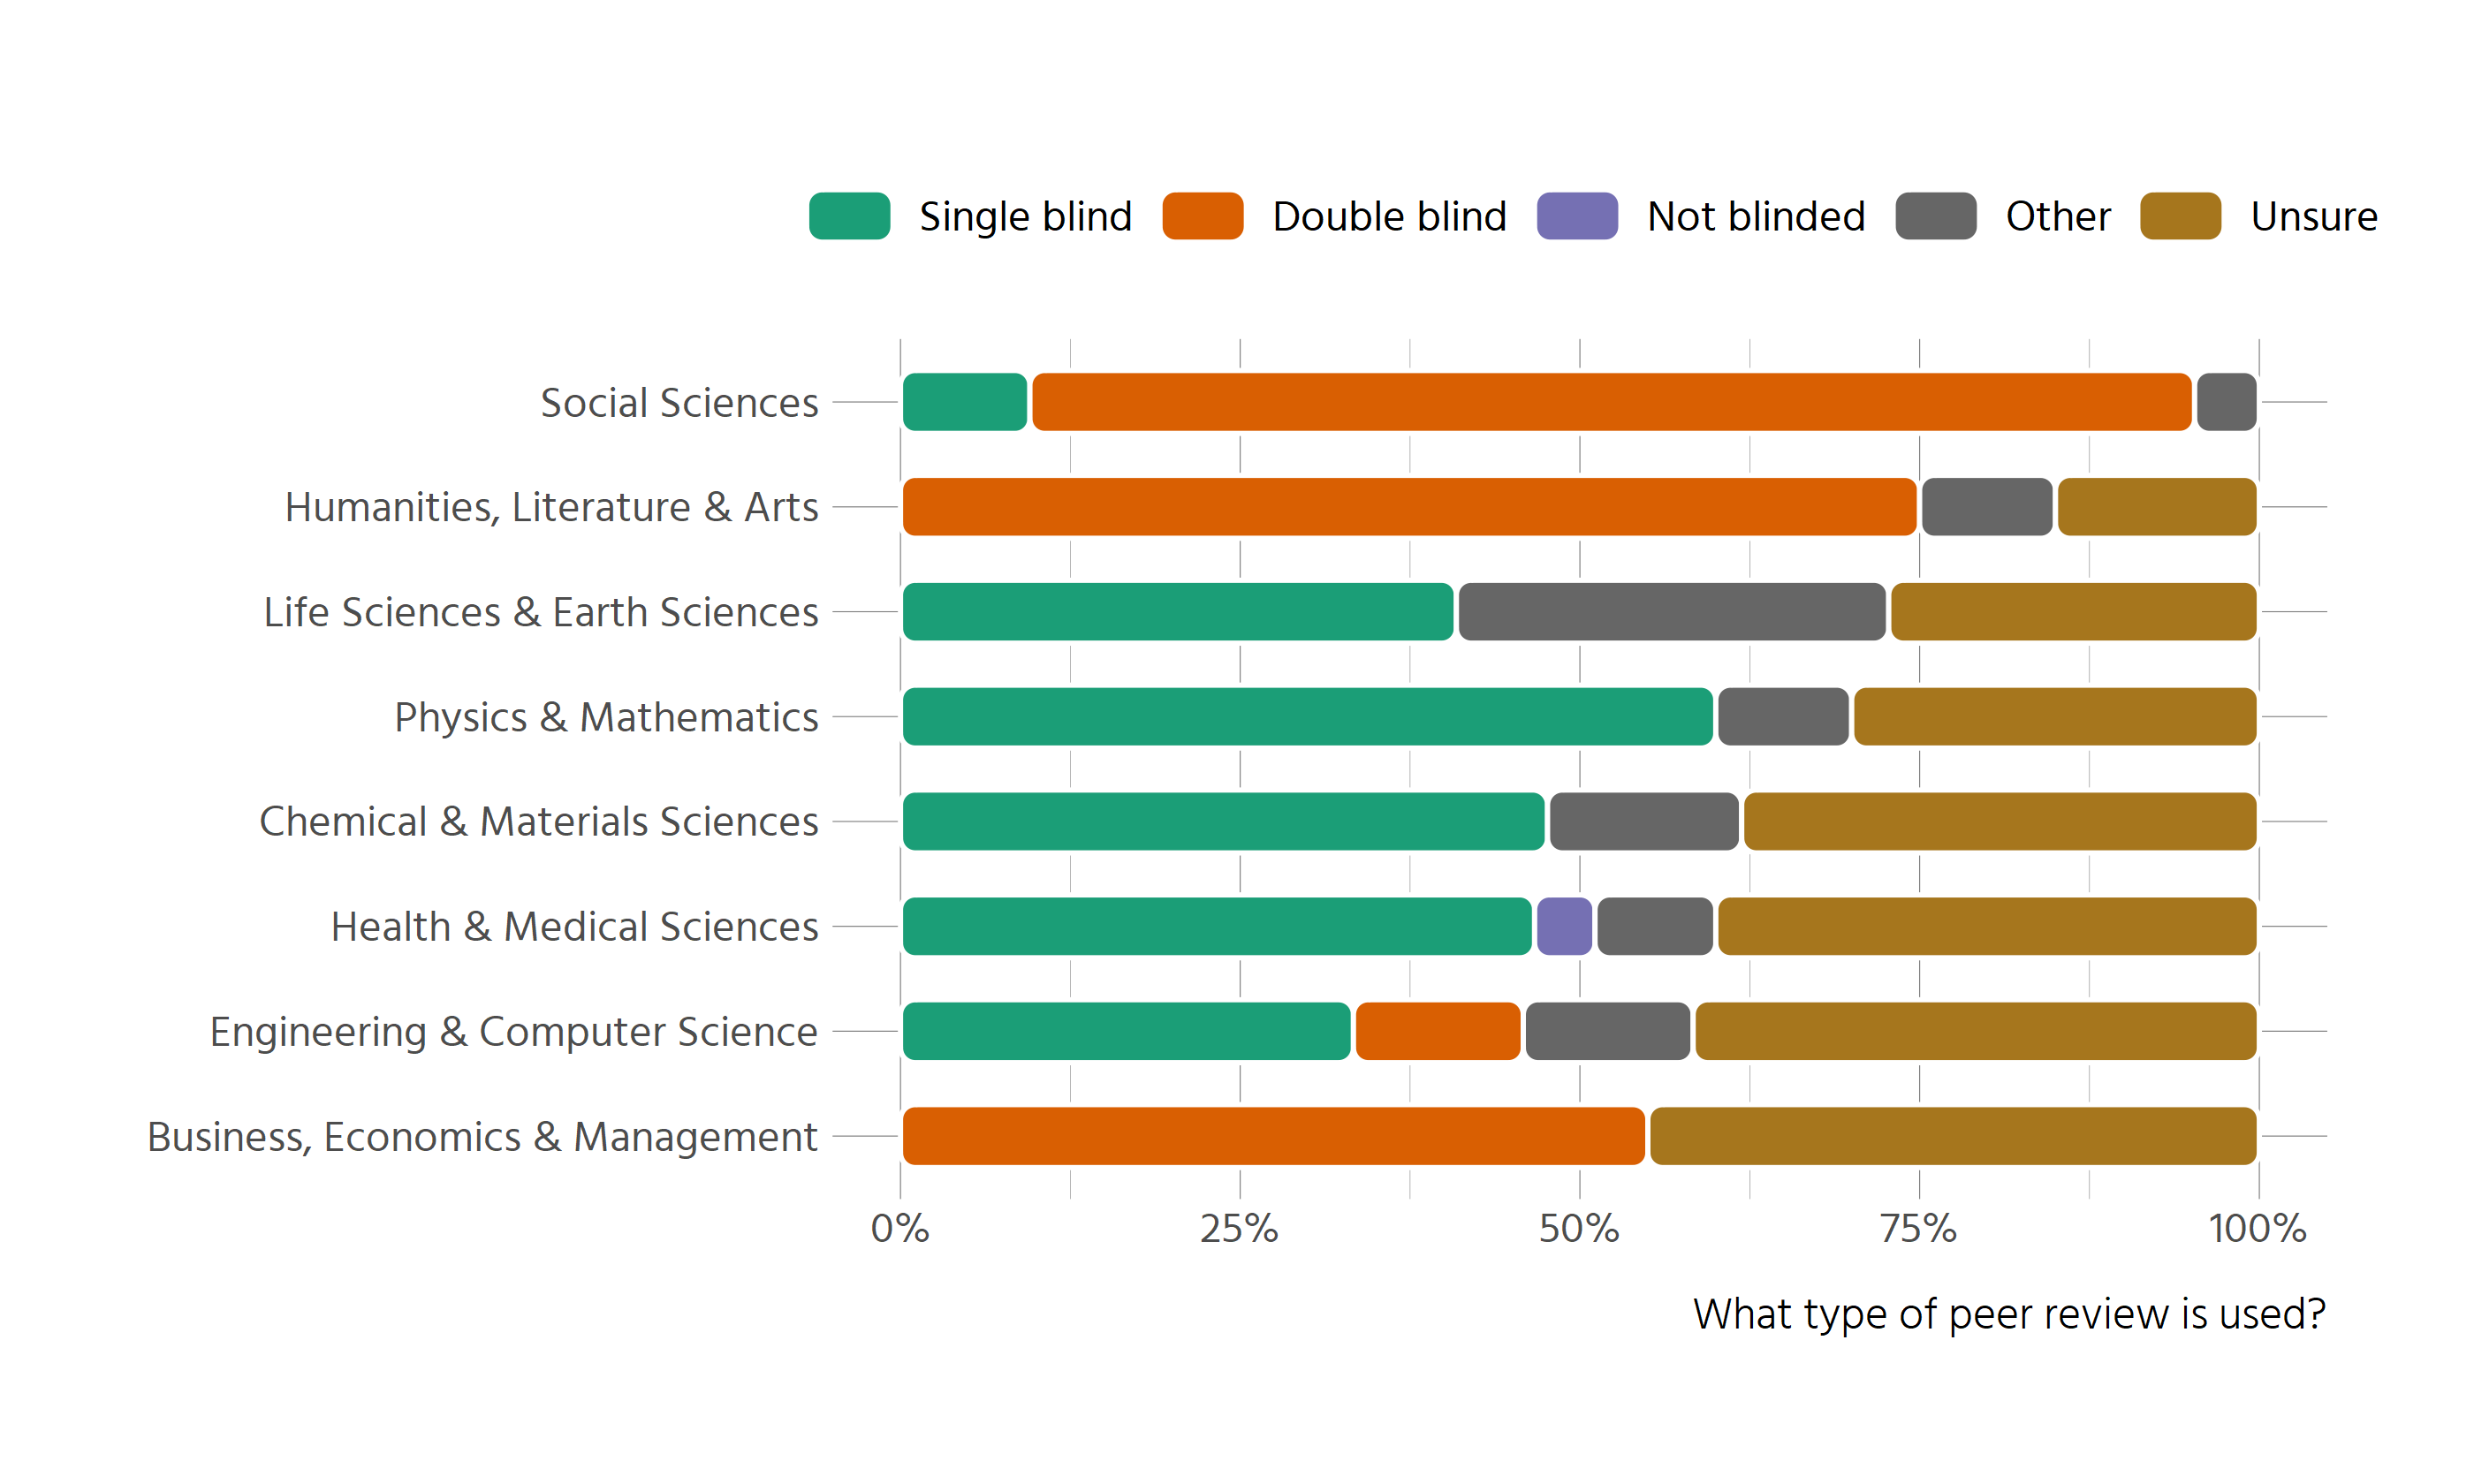 Single blind Double blind Not blinded Other Unsure
Social Sciences
Humanities, Literature & Arts
Life Sciences & Earth Sciences
Physics & Mathematics
Chemical & Materials Sciences
Health & Medical Sciences
Engineering & Computer Science
Business, Economics & Management
0% 25% 50% 75% 100%
What type of peer review is used?